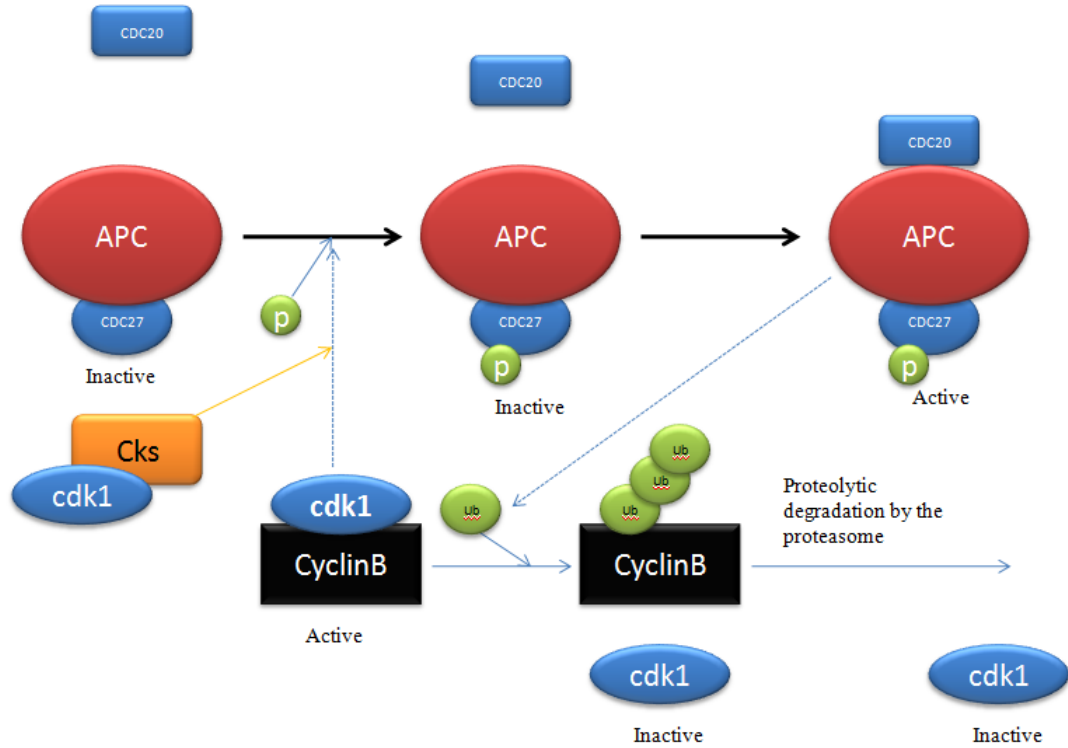 CDC20
CDC20
CDC20
APC
APC
APC
CDC27
CDC27
CDC27
p
p
p
Inactive
Inactive
Active
Cks
cdk1
cdk1
CyclinB
Active
Ub
Ub
Ub
Ub
CyclinB
Proteolytic
degradation by the
proteasome
cdk1
Inactive
cdk1
Inactive